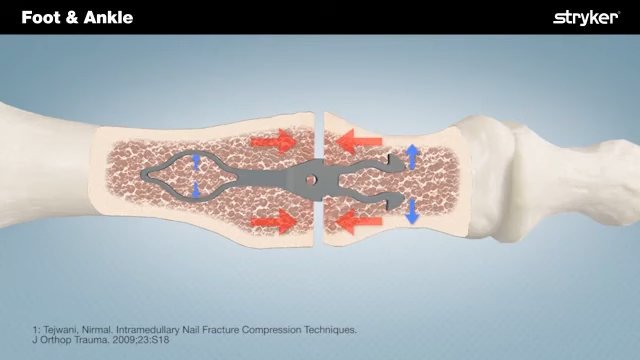 Foot & Ankle
stryker®
1: Tejwani, Nirmal. Intramedullary Nail Fracture Compression Techniques.
J Orthop Trauma. 2009;23:S18